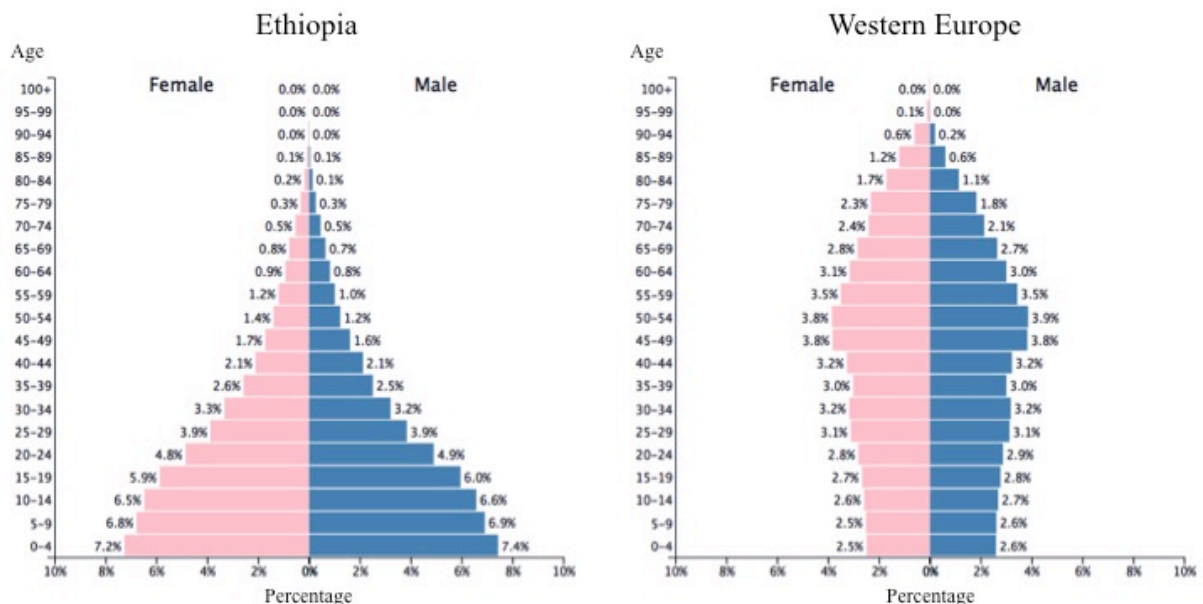 Ethiopia
Age
Female
Male
100+ 0.0% 0.0%
95-99 0.0% 0.0%
90-94 0.0% 0.0%
85-89 0.1% 0.1%
80-84 0.2% 0.1%
75-79 0.3% 0.3%
70-74 0.5% 0.5%
65-69 0.8% 0.7%
60-64 0.9% 0.8%
55-59 1.2% 1.0%
50-54 1.4% 1.2%
45-49 1.7% 1.6%
40-44 2.1% 2.1%
35-39 2.6% 2.5%
30-34 3.3% 3.2%
25-29 3.9% 3.9%
20-24 4.8% 4.9%
15-19 5.9% 6.0%
10-14 6.5% 6.6%
5-9 6.8% 6.9%
0-4 7.2% 7.4%
10% 8% 6% 4% 2% 0% 2% 4% 6% 8% 10%
Percentage
Western Europe
Age
Female
Male
100+ 0.0% 0.0%
95-99 0.1% 0.0%
90-94 0.6% 0.2%
85-89 1.2% 0.6%
80-84 1.7% 1.1%
75-79 2.3% 1.8%
70-74 2.4% 2.1%
65-69 2.8% 2.7%
60-64 3.1% 3.0%
55-59 3.5% 3.5%
50-54 3.8% 3.9%
45-49 3.8% 3.8%
40-44 3.2% 3.2%
35-39 3.0% 3.0%
30-34 3.2% 3.2%
25-29 3.1% 3.1%
20-24 2.8% 2.9%
15-19 2.7% 2.8%
10-14 2.6% 2.7%
5-9 2.5% 2.6%
0-4 2.5% 2.6%
10% 8% 6% 4% 2% 0% 2% 4% 6% 8% 10%
Percentage